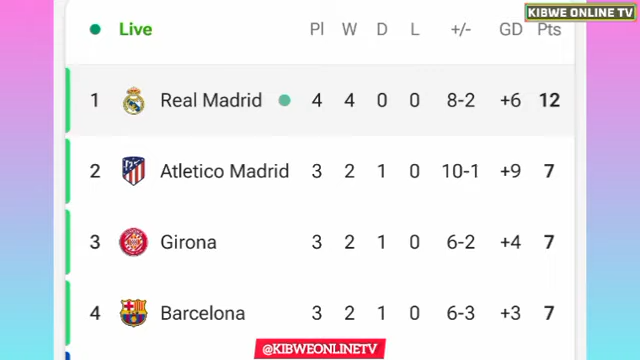 KIBWE ONLINE TV
Live Pl W D L +/- GD Pts
1 Real Madrid 4 4 0 0 8-2 +6 12
2 Atletico Madrid 3 2 1 0 10-1 +9 7
3 Girona 3 2 1 0 6-2 +4 7
4 Barcelona 3 2 1 0 6-3 +3 7
@KIBWEONLINETV